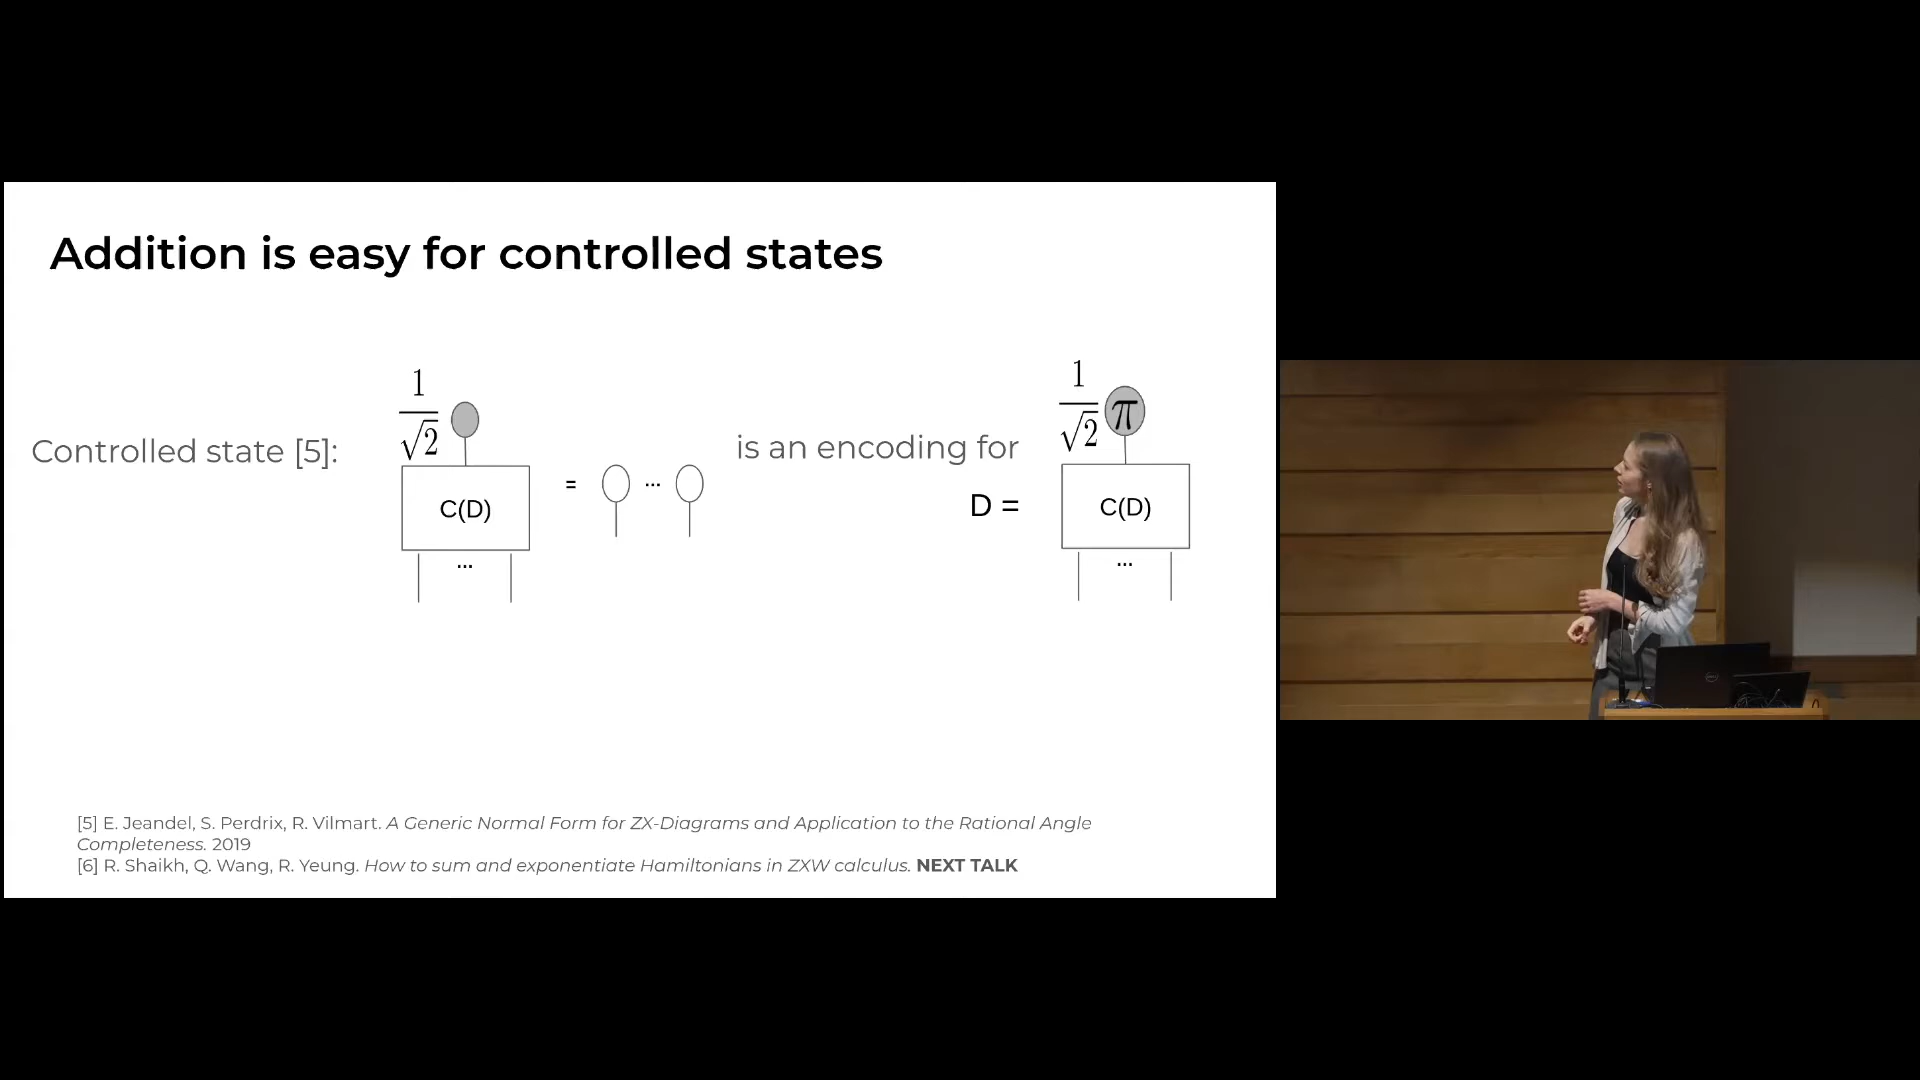 Addition is easy for controlled states
Controlled state [5]:
1
√2
C(D)
...
=
...
is an encoding for
D =
1
√2
π
C(D)
...
[5] E. Jeandel, S. Perdrix, R. Vilmart. A Generic Normal Form for ZX-Diagrams and Application to the Rational Angle
Completeness. 2019
[6] R. Shaikh, Q. Wang, R. Yeung. How to sum and exponentiate Hamiltonians in ZXW calculus. NEXT TALK